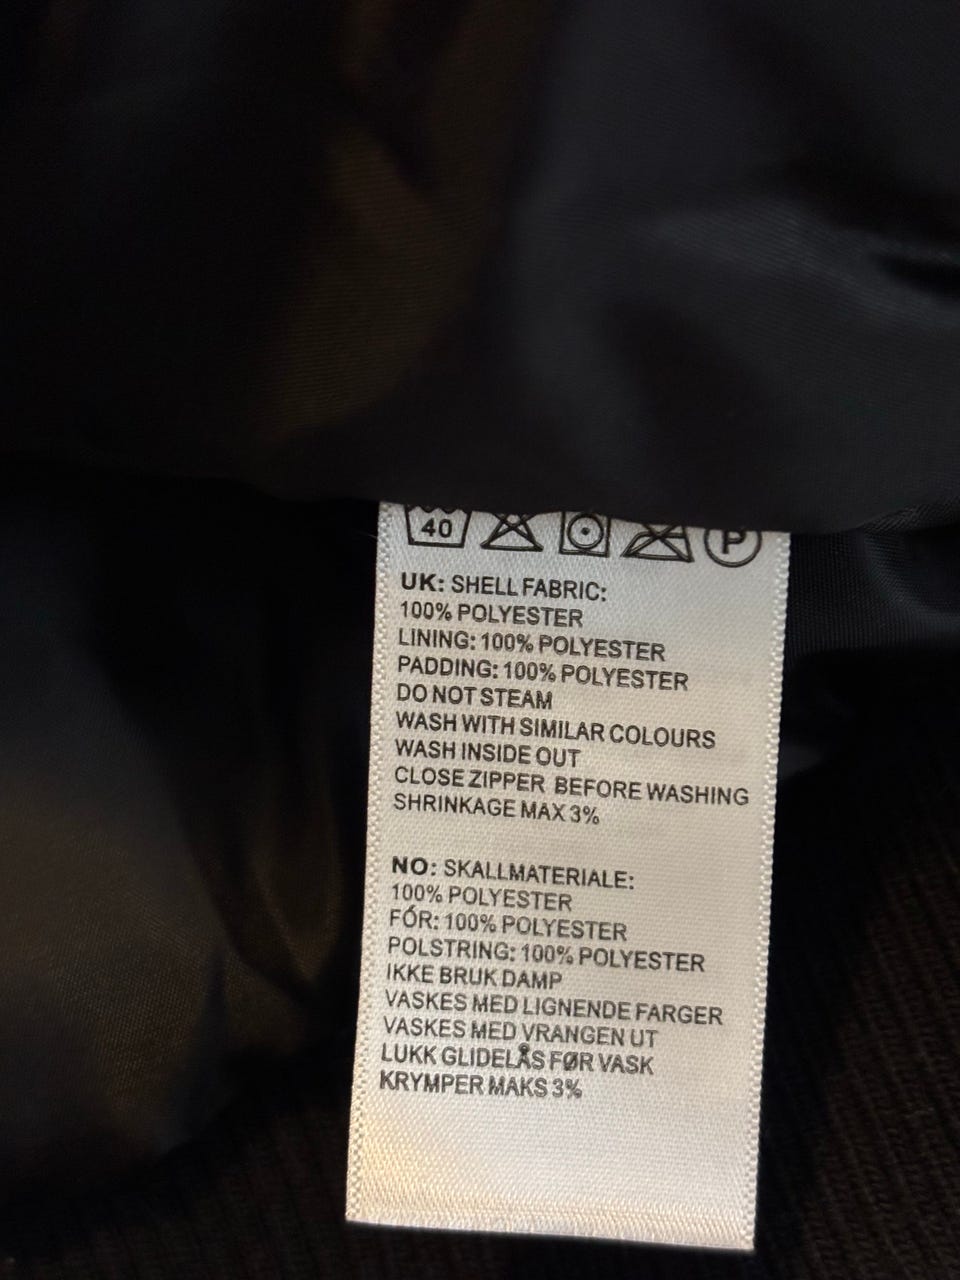 40 P
UK: SHELL FABRIC:
100% POLYESTER
LINING: 100% POLYESTER
PADDING: 100% POLYESTER
DO NOT STEAM
WASH WITH SIMILAR COLOURS
WASH INSIDE OUT
CLOSE ZIPPER BEFORE WASHING
SHRINKAGE MAX 3%
NO: SKALLMATERIALE:
100% POLYESTER
FÓR: 100% POLYESTER
POLSTRING: 100% POLYESTER
IKKE BRUK DAMP
VASKES MED LIGNENDE FARGER
VASKES MED VRANGEN UT
LUKK GLIDELÅS FØR VASK
KRYMPER MAKS 3%